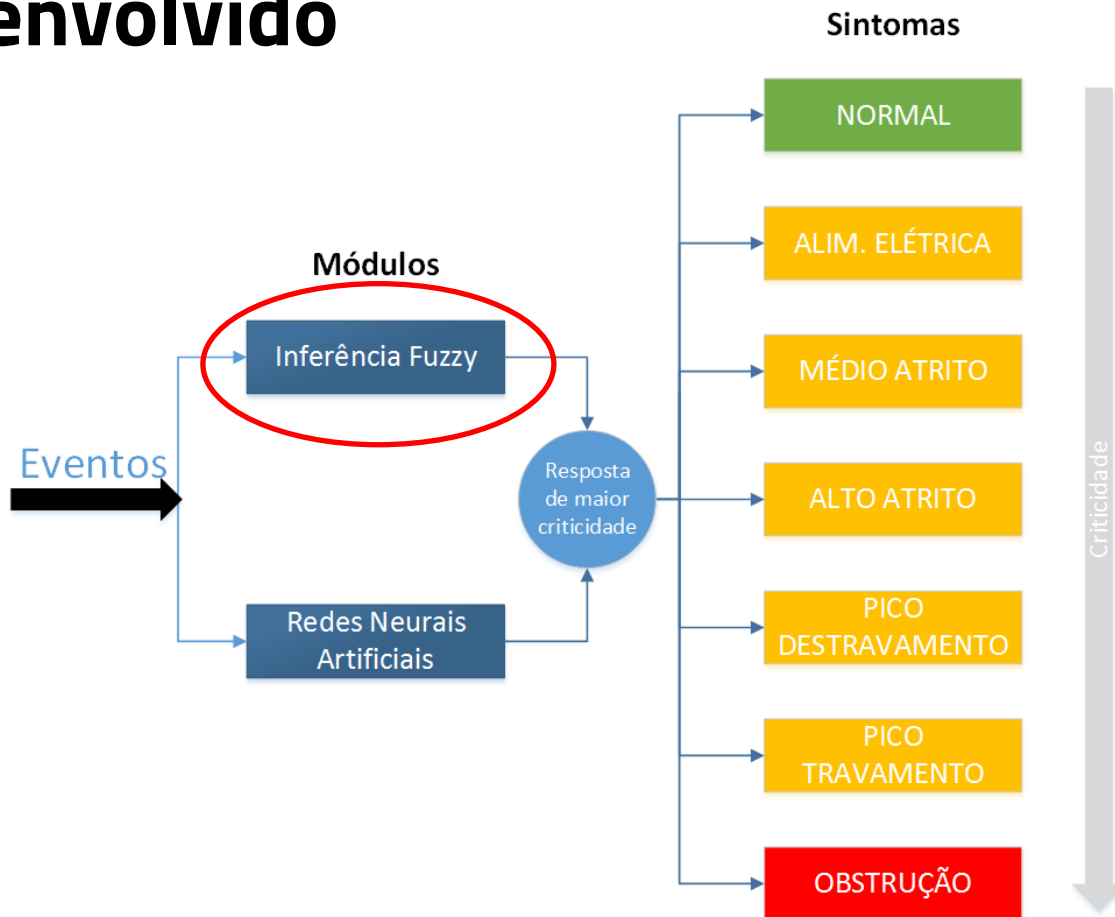 envolvido
Sintomas
NORMAL
ALIM. ELÉTRICA
Módulos
Inferência Fuzzy
MÉDIO ATRITO
Eventos
Resposta
de maior
criticidade
ALTO ATRITO
Criticidade
PICO
DESTRAVAMENTO
Redes Neurais
Artificiais
PICO
TRAVAMENTO
OBSTRUÇÃO